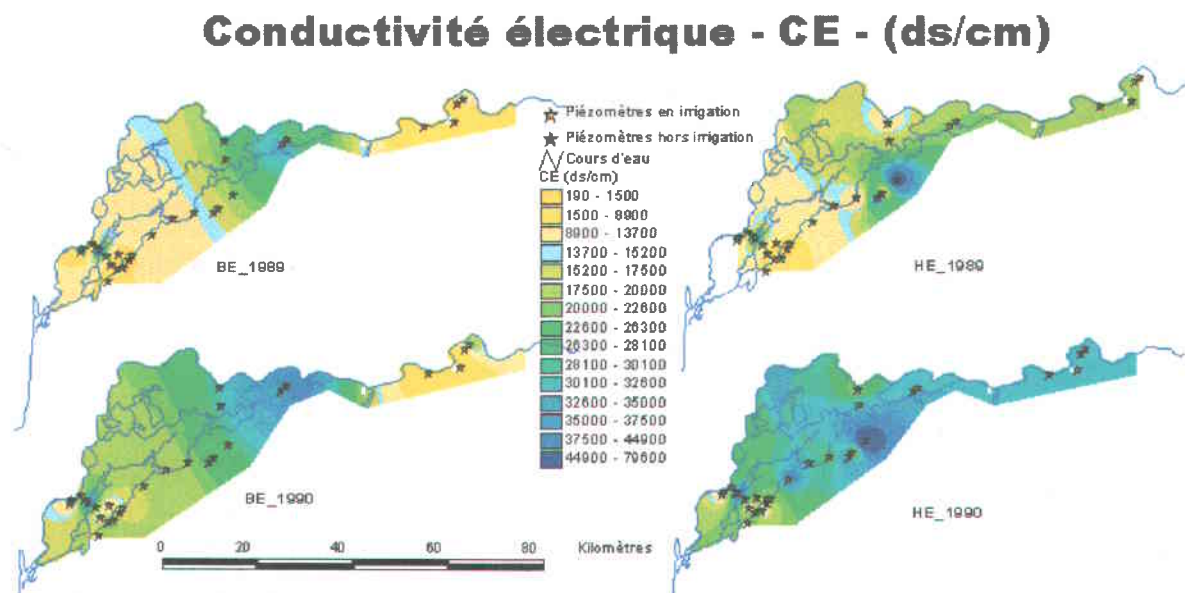 Conductivité électrique - CE - (ds/cm)
Piézomètres en irrigation
Piézomètres hors irrigation
Cours d'eau
CE (ds/cm)
190 - 1500
1500 - 8900
8900 - 13700
13700 - 15200
15200 - 17500
17500 - 20000
20000 - 22600
22600 - 26300
26300 - 28100
28100 - 30100
30100 - 32600
32600 - 35000
35000 - 37500
37500 - 44900
44900 - 79600
BE_1989
HE_1989
BE_1990
HE_1990
0 20 40 60 80 Kilomètres